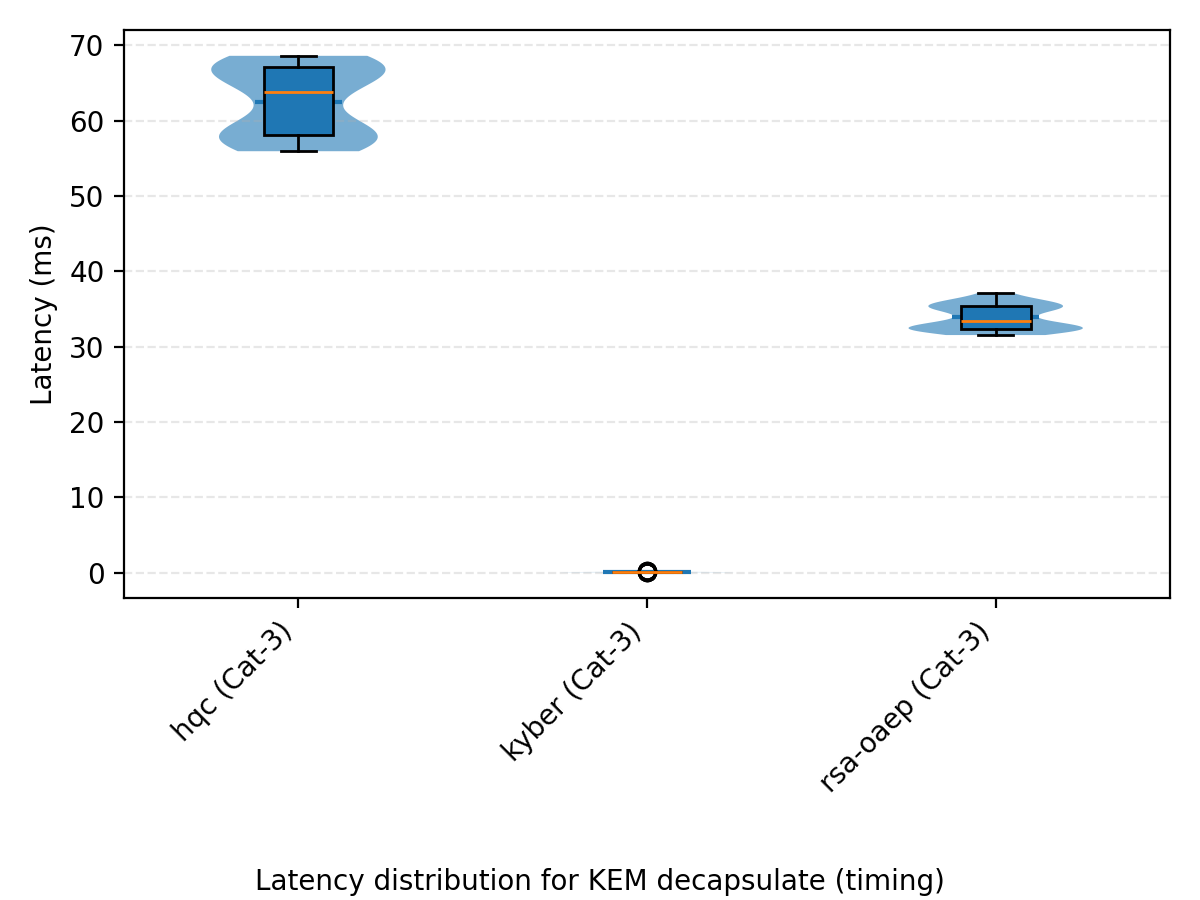 70
60
50
40
30
20
10
0
Latency (ms)
hqc (Cat-3)
kyber (Cat-3)
rsa-oaep (Cat-3)
Latency distribution for KEM decapsulate (timing)